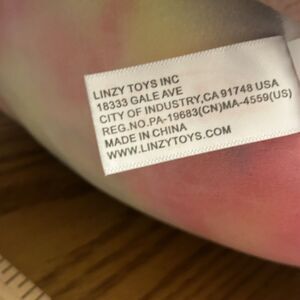 LINZY TOYS INC
18333 GALE AVE
CITY OF INDUSTRY,CA 91748 USA
REG.NO.PA-19683(CN)MA-4559(US)
MADE IN CHINA
WWW.LINZYTOYS.COM